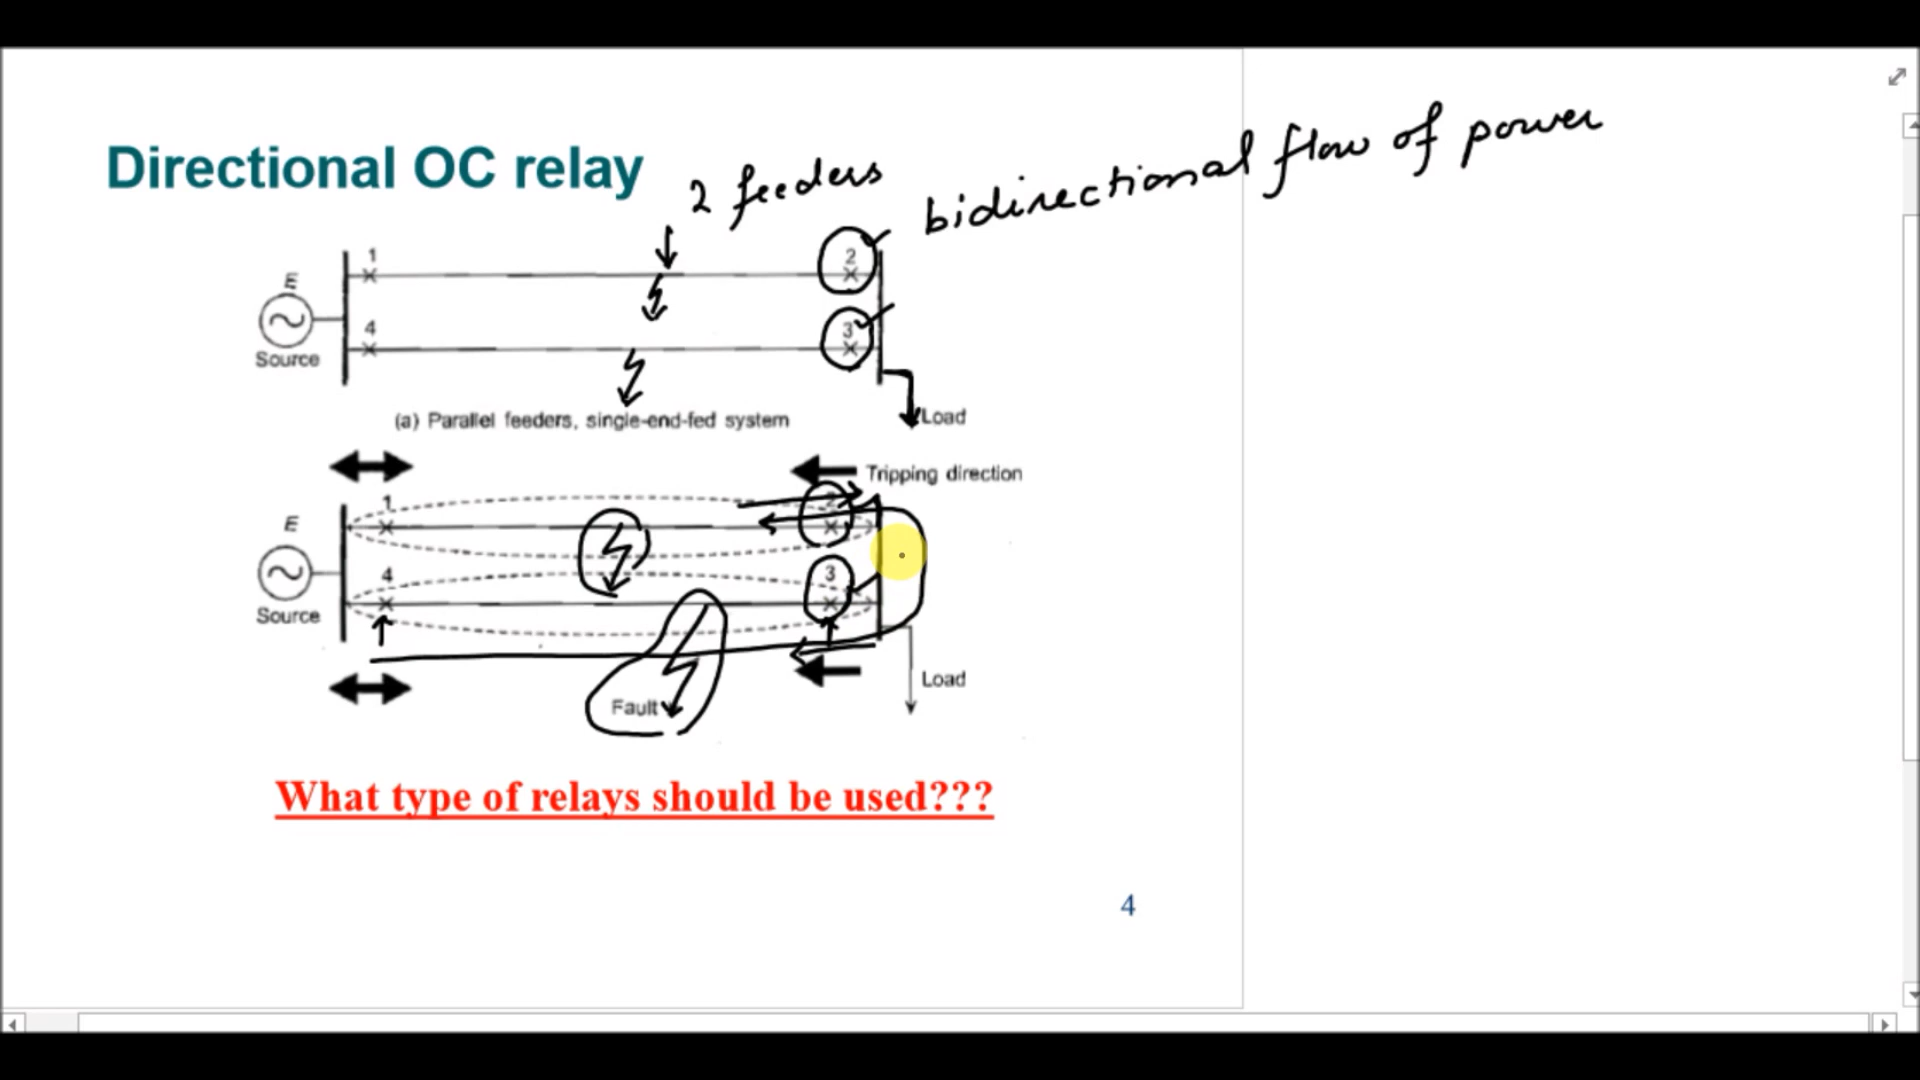 Directional OC relay
2 feeders
bidirectional flow of power
1
2
E
4
3
Source
(a) Parallel feeders, single-end-fed system
Load
Tripping direction
1
2
E
4
3
Source
Fault
Load
What type of relays should be used???
4